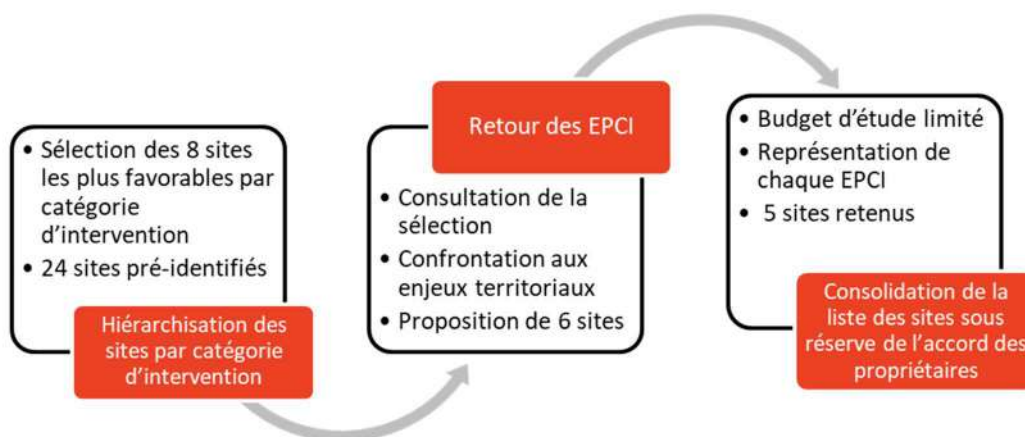 • Sélection des 8 sites
les plus favorables par
catégorie
d’intervention
• 24 sites pré-identifiés
Hiérarchisation des
sites par catégorie
d’intervention
Retour des EPCI
• Consultation de la
sélection
• Confrontation aux
enjeux territoriaux
• Proposition de 6 sites
• Budget d’étude limité
• Représentation de
chaque EPCI
• 5 sites retenus
Consolidation de la
liste des sites sous
réserve de l’accord des
propriétaires